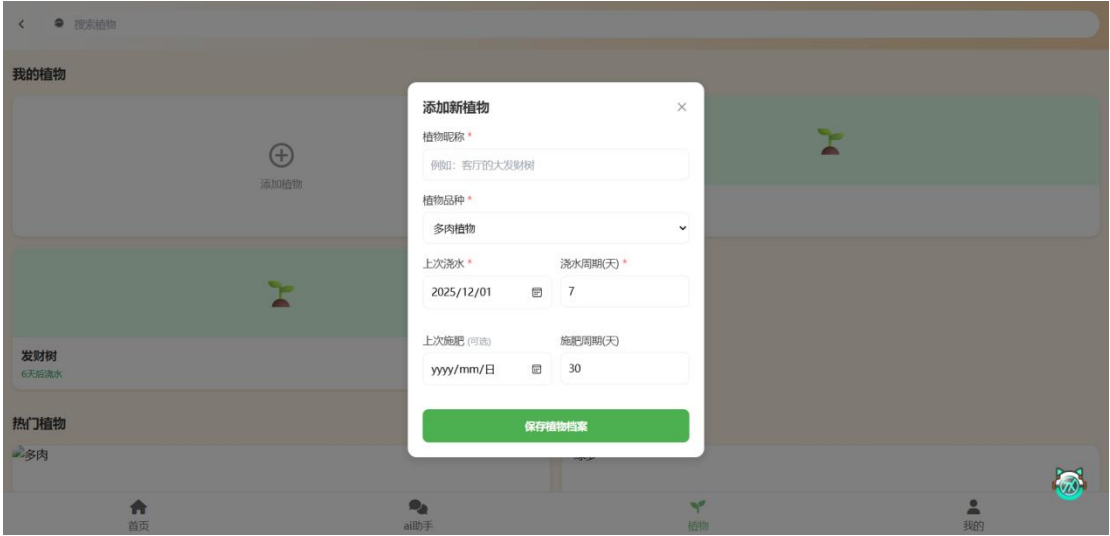 搜索植物
我的植物
添加植物
添加新植物
植物昵称 *
例如：客厅的大发财树
植物品种 *
多肉植物
上次浇水 * 浇水周期(天) *
2025/12/01 7
上次施肥 (可选) 施肥周期(天)
yyyy/mm/日 30
保存植物档案
发财树
6天后浇水
热门植物
多肉
首页 ai助手 植物 我的